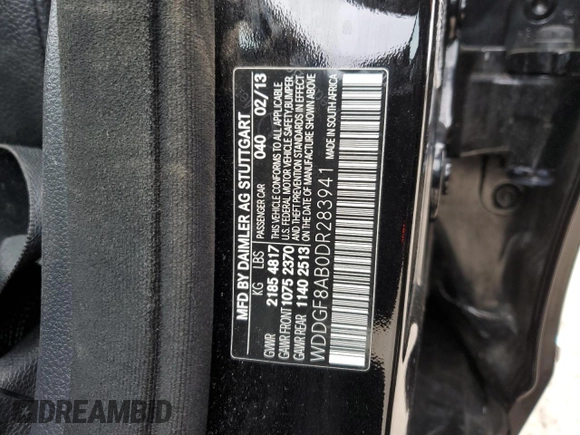 MFD BY DAIMLER AG STUTTGART
PASSENGER CAR 040 02/13
KG LBS THIS VEHICLE CONFORMS TO ALL APPLICABLE
GVWR 2185 4817 U.S. FEDERAL MOTOR VEHICLE SAFETY, BUMPER,
GAWR FRONT 1075 2370 AND THEFT PREVENTION STANDARDS IN EFFECT
GAWR REAR 1140 2513 ON THE DATE OF MANUFACTURE SHOWN ABOVE
WDDGF8AB0DR283941 MADE IN SOUTH AFRICA
DREAMBID